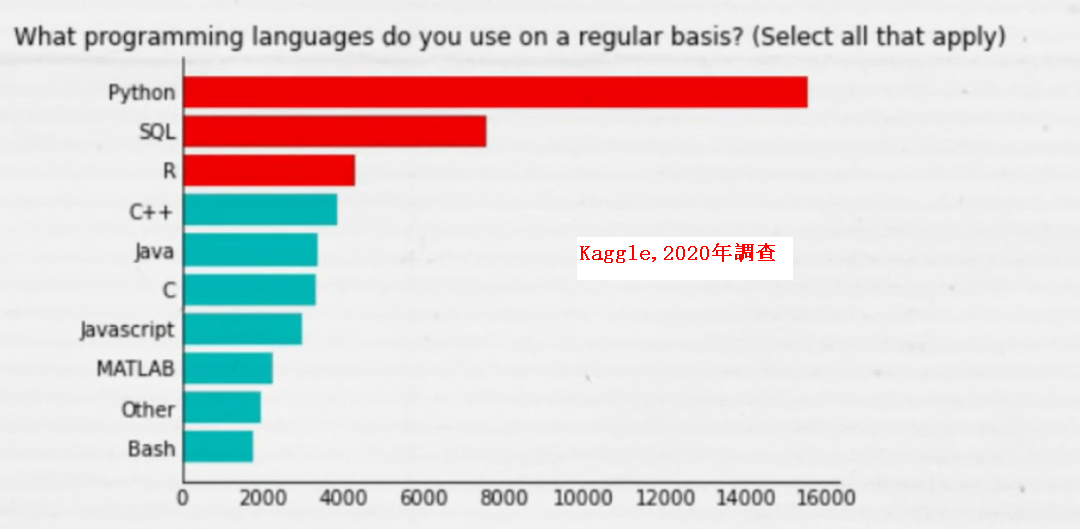 What programming languages do you use on a regular basis? (Select all that apply)
Python
SQL
R
C++
Java
C
Javascript
MATLAB
Other
Bash
Kaggle,2020年調查
0 2000 4000 6000 8000 10000 12000 14000 16000